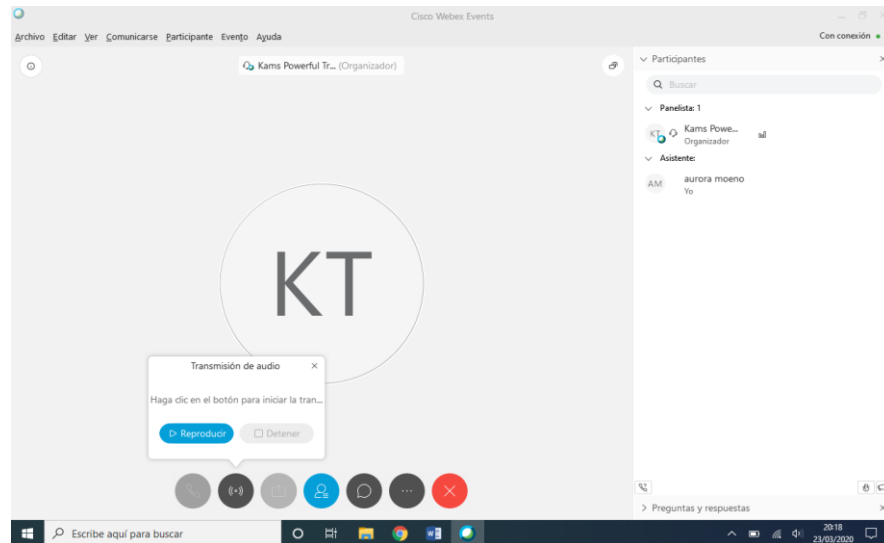 Cisco Webex Events
Archivo Editar Ver Comunicarse Participante Evento Ayuda
Con conexión
Kams Powerful Tr... (Organizador)
Participantes
Buscar
Panelista: 1
KT
Kams Powe...
Organizador
Asistente:
AM
aurora moeno
Yo
KT
Transmisión de audio
Haga clic en el botón para iniciar la tran...
Reproducir
Detener
Preguntas y respuestas
Escribe aquí para buscar
20:18
23/03/2020